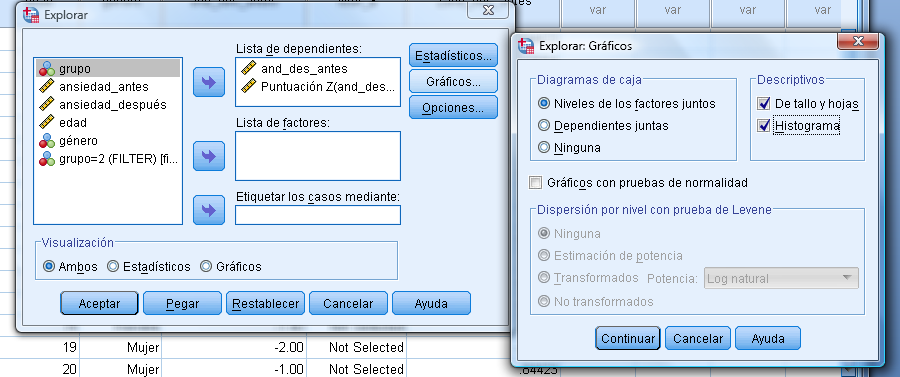 var
var
var
Explorar
grupo
ansiedad_antes
ansiedad_después
edad
género
grupo=2 (FILTER) [fi...
Lista de dependientes:
and_des_antes
Puntuación Z(and_des...
Lista de factores:
Etiquetar los casos mediante:
Estadísticos...
Gráficos...
Opciones...
Visualización
Ambos
Estadísticos
Gráficos
Aceptar
Pegar
Restablecer
Cancelar
Ayuda
Explorar: Gráficos
Diagramas de caja
Niveles de los factores juntos
Dependientes juntas
Ninguna
Descriptivos
De tallo y hojas
Histograma
Gráficos con pruebas de normalidad
Dispersión por nivel con prueba de Levene
Ninguna
Estimación de potencia
Transformados Potencia: Log natural
No transformados
Continuar
Cancelar
Ayuda
19 Mujer -2.00 Not Selected
20 Mujer -1.00 Not Selected .64423